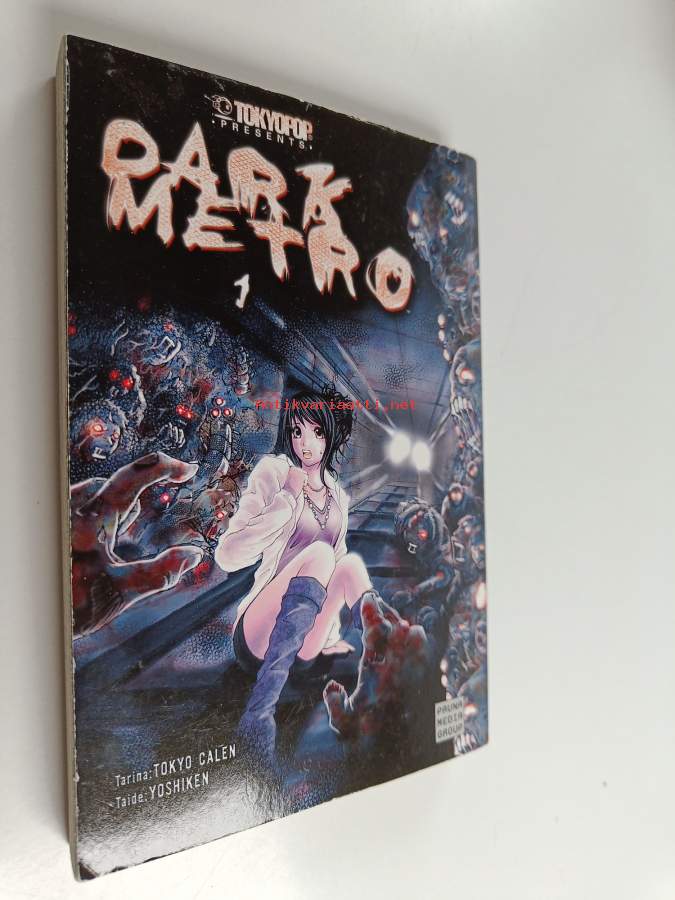 TOKYOPOP®
• PRESENTS •
DARK
METRO
1
Antikvariaatti.net
PAUNA
MEDIA
GROUP
Tarina: TOKYO CALEN
Taide: YOSHIKEN